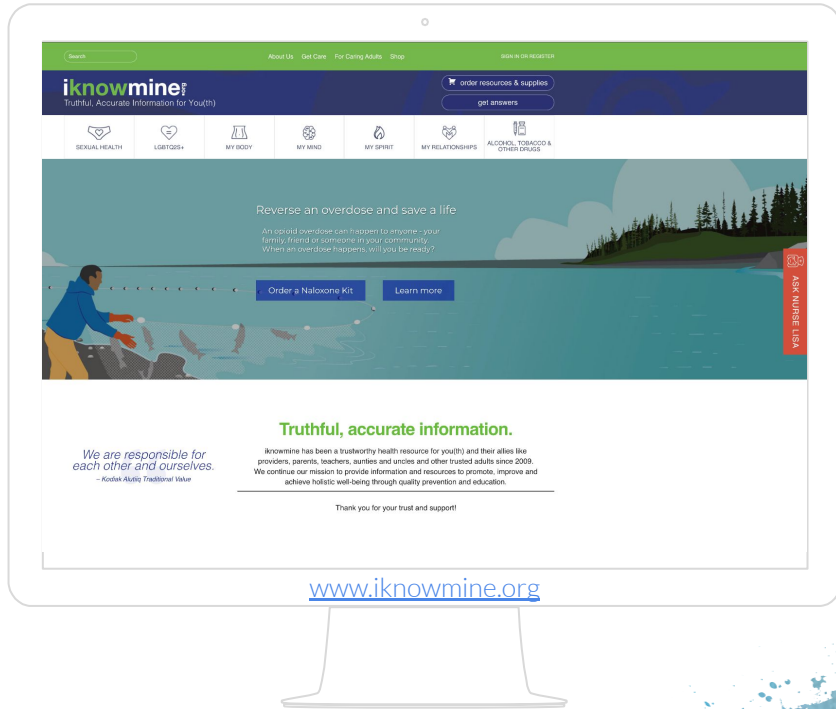 Search
About Us Get Care For Caring Adults Shop
SIGN IN OR REGISTER
iknowmine
Truthful, Accurate Information for You(th)
order resources & supplies
get answers
SEXUAL HEALTH
LGBTQ2S+
MY BODY
MY MIND
MY SPIRIT
MY RELATIONSHIPS
ALCOHOL, TOBACCO &
OTHER DRUGS
Reverse an overdose and save a life
An opioid overdose can happen to anyone - your
family, friend or someone in your community.
When an overdose happens, will you be ready?
Order a Naloxone Kit
Learn more
ASK NURSE LISA
We are responsible for
each other and ourselves.
– Kodiak Alutiiq Traditional Value
Truthful, accurate information.
iknowmine has been a trustworthy health resource for you(th) and their allies like
providers, parents, teachers, aunties and uncles and other trusted adults since 2009.
We continue our mission to provide information and resources to promote, improve and
achieve holistic well-being through quality prevention and education.
Thank you for your trust and support!
www.iknowmine.org